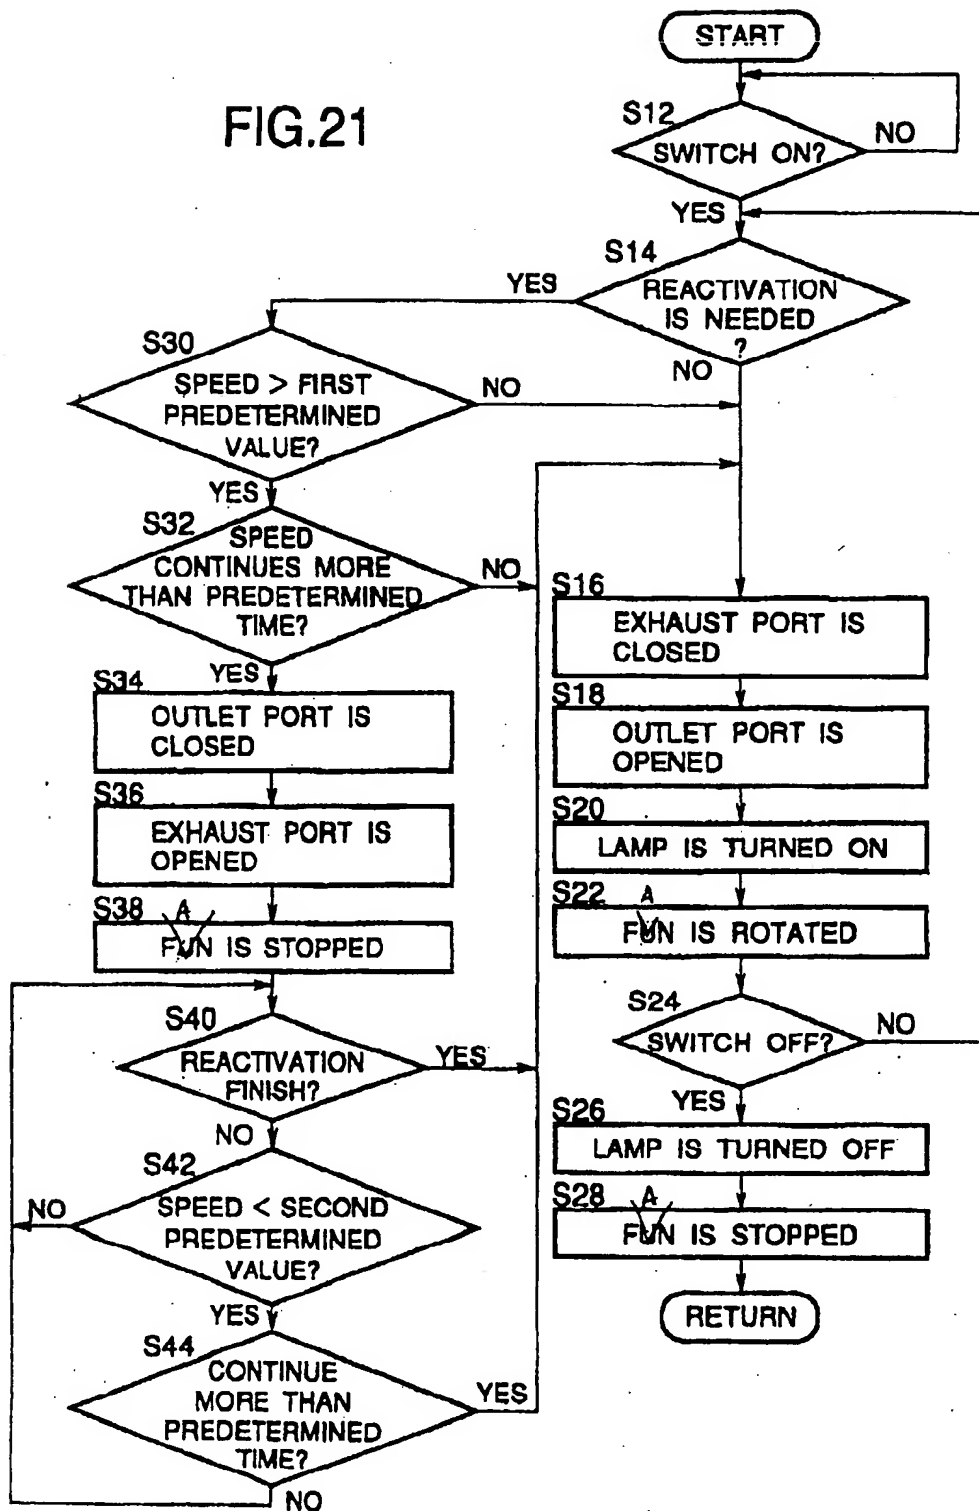 FIG.21
START
S12
SWITCH ON?
NO
YES
S14
REACTIVATION
IS NEEDED
?
YES
NO
S30
SPEED > FIRST
PREDETERMINED
VALUE?
NO
YES
S32
SPEED
CONTINUES MORE
THAN PREDETERMINED
TIME?
NO
YES
S34
OUTLET PORT IS
CLOSED
S36
EXHAUST PORT IS
OPENED
S38
A
FUN IS STOPPED
S40
REACTIVATION
FINISH?
YES
NO
S42
SPEED < SECOND
PREDETERMINED
VALUE?
NO
YES
S44
CONTINUE
MORE THAN
PREDETERMINED
TIME?
YES
NO
S16
EXHAUST PORT IS
CLOSED
S18
OUTLET PORT IS
OPENED
S20
LAMP IS TURNED ON
S22
A
FUN IS ROTATED
S24
SWITCH OFF?
NO
YES
S26
LAMP IS TURNED OFF
S28
A
FUN IS STOPPED
RETURN